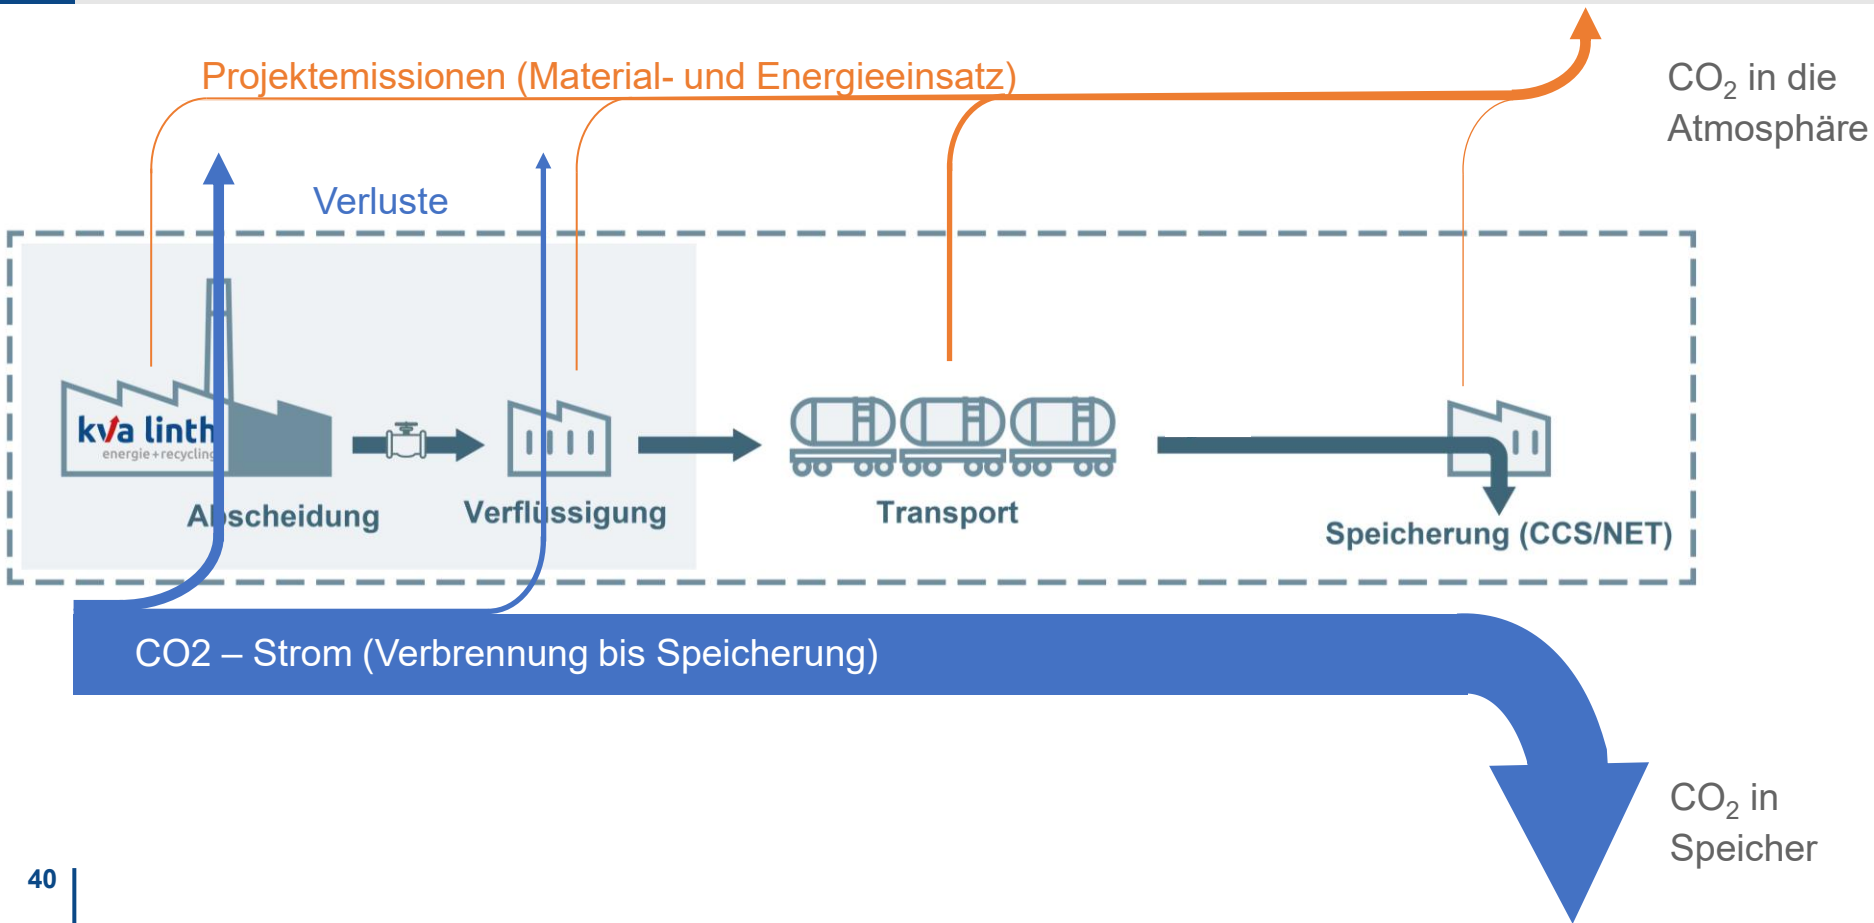 Projektemissionen (Material- und Energieeinsatz)
CO₂ in die
Atmosphäre
Verluste
kva linth
energie+recycling
Abscheidung
Verflüssigung
Transport
Speicherung (CCS/NET)
CO2 – Strom (Verbrennung bis Speicherung)
CO₂ in
Speicher
40